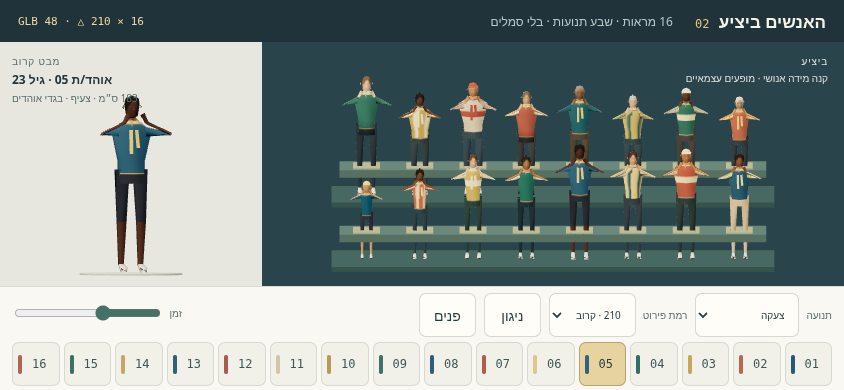 האנשים ביציע 02 16 מראות · שבע תנועות · בלי סמלים
GLB 48 · △ 210 × 16
ביציע
קנה מידה אנושי · מופעים עצמאיים
מבט קרוב
אוהד/ת 05 · גיל 23
ס״מ · צעיף · בגדי אוהדים
תנועה צעקה רמת פירוט 210 · קרוב ניגון פנים זמן
01 02 03 04 05 06 07 08 09 10 11 12 13 14 15 16